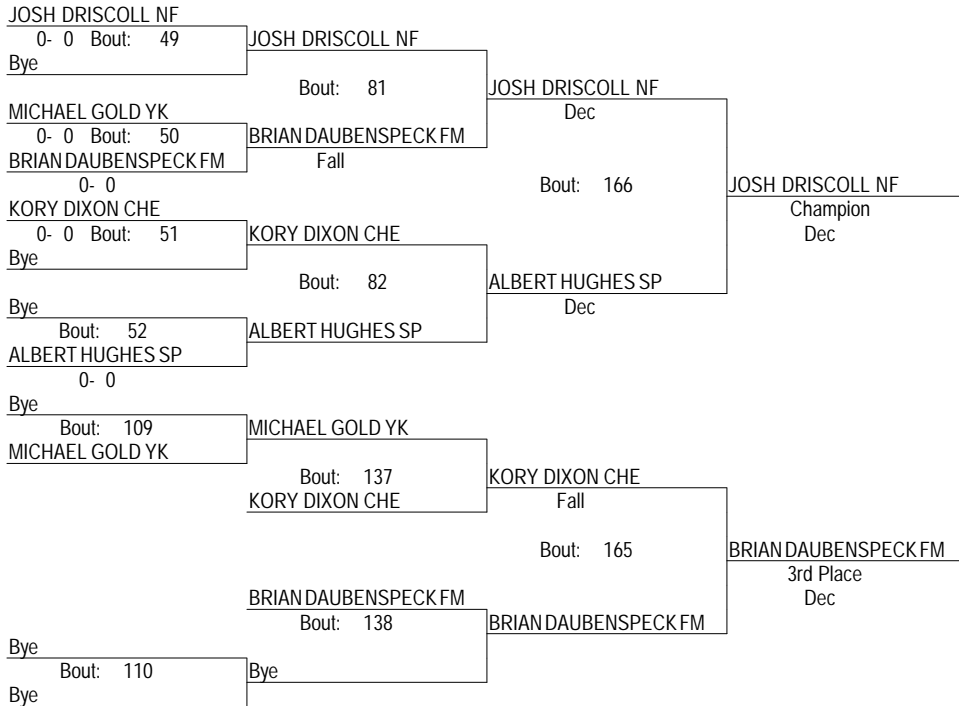 JOSH DRISCOLL NF
0- 0 Bout: 49
JOSH DRISCOLL NF
Bye
Bout: 81
JOSH DRISCOLL NF
MICHAEL GOLD YK
Dec
0- 0 Bout: 50
BRIAN DAUBENSPECK FM
BRIAN DAUBENSPECK FM
Fall
0- 0
Bout: 166
JOSH DRISCOLL NF
KORY DIXON CHE
Champion
0- 0 Bout: 51
KORY DIXON CHE
Dec
Bye
Bout: 82
ALBERT HUGHES SP
Bye
Dec
Bout: 52
ALBERT HUGHES SP
ALBERT HUGHES SP
0- 0
Bye
Bout: 109
MICHAEL GOLD YK
MICHAEL GOLD YK
Bout: 137
KORY DIXON CHE
KORY DIXON CHE
Fall
Bout: 165
BRIAN DAUBENSPECK FM
3rd Place
BRIAN DAUBENSPECK FM
Dec
Bout: 138
BRIAN DAUBENSPECK FM
Bye
Bout: 110
Bye
Bye